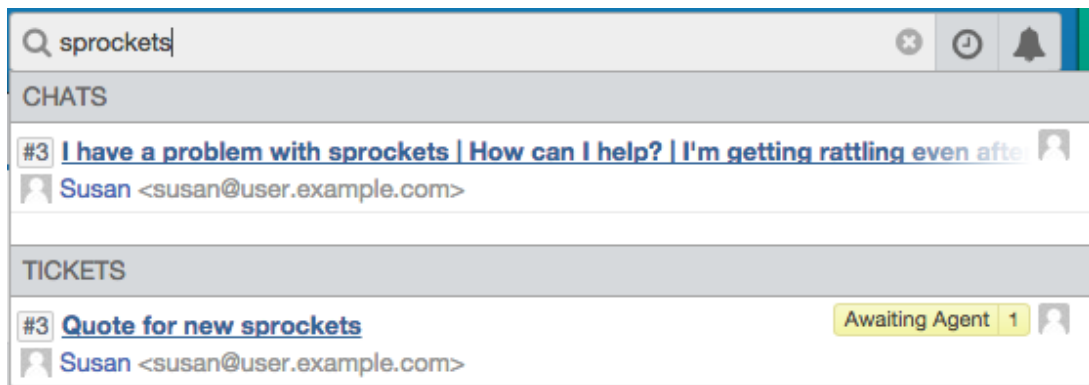 sprockets
CHATS
#3 I have a problem with sprockets | How can I help? | I'm getting rattling even after
Susan <susan@user.example.com>
TICKETS
#3 Quote for new sprockets Awaiting Agent 1
Susan <susan@user.example.com>